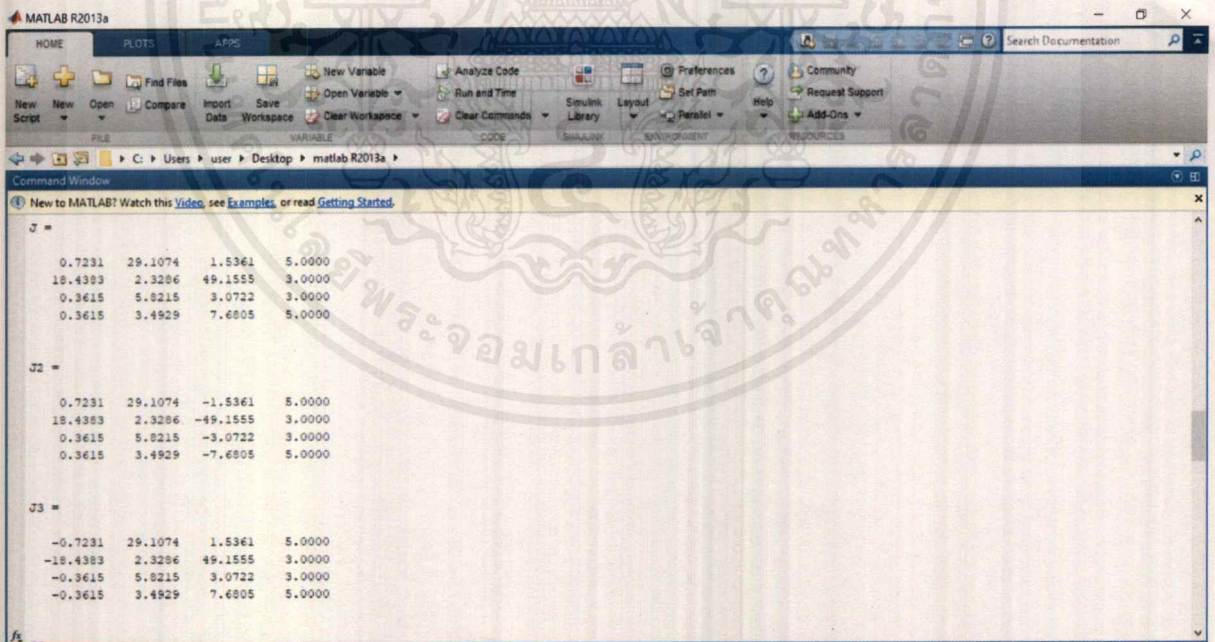 MATLAB R2013a
HOME PLOTS APPS Search Documentation
New Script New Open Find Files Compare Import Data Save Workspace New Variable Open Variable Clear Workspace Analyze Code Run and Time Clear Commands Simulink Library Layout Preferences Set Path Parallel Help Community Request Support Add-Ons
FILE VARIABLE CODE SIMULINK ENVIRONMENT RESOURCES
C: Users user Desktop matlab R2013a
Command Window
New to MATLAB? Watch this Video, see Examples, or read Getting Started.
J =
0.7231 29.1074 1.5361 5.0000
18.4383 2.3286 49.1555 3.0000
0.3615 5.8215 3.0722 3.0000
0.3615 3.4929 7.6805 5.0000
J2 =
0.7231 29.1074 -1.5361 5.0000
18.4383 2.3286 -49.1555 3.0000
0.3615 5.8215 -3.0722 3.0000
0.3615 3.4929 -7.6805 5.0000
J3 =
-0.7231 29.1074 1.5361 5.0000
-18.4383 2.3286 49.1555 3.0000
-0.3615 5.8215 3.0722 3.0000
-0.3615 3.4929 7.6805 5.0000
fx